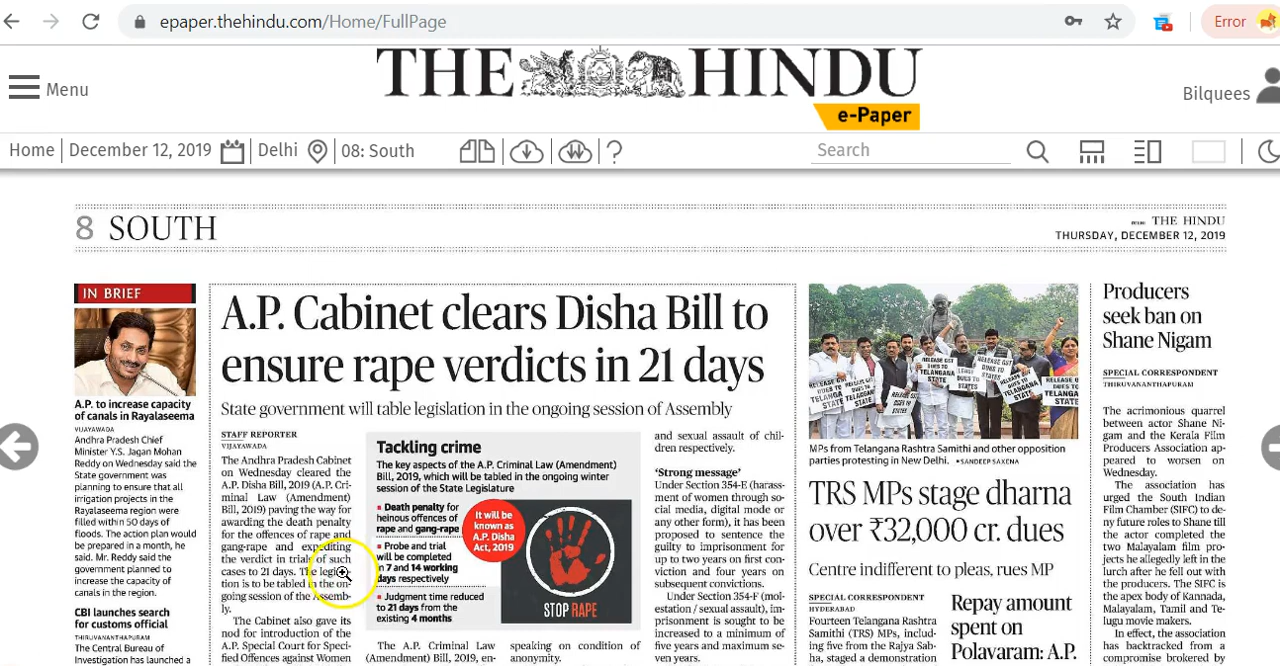 epaper.thehindu.com/Home/FullPage
Error
Menu
THE HINDU
e-Paper
Bilquees
Home
December 12, 2019
Delhi
08: South
?
Search
8 SOUTH
THE HINDU
THURSDAY, DECEMBER 12, 2019
IN BRIEF
A.P. to increase capacity
of canals in Rayalaseema
VIJAYAWADA
Andhra Pradesh Chief
Minister Y.S. Jagan Mohan
Reddy on Wednesday said the
State government was
planning to ensure that all
irrigation projects in the
Rayalaseema region were
filled within 50 days of
floods. The action plan would
be prepared in a month, he
said. Mr. Reddy said the
government planned to
increase the capacity of
canals in the region.
CBI launches search
for customs official
THIRUVANANTHAPURAM
The Central Bureau of
Investigation has launched a
A.P. Cabinet clears Disha Bill to
ensure rape verdicts in 21 days
State government will table legislation in the ongoing session of Assembly
STAFF REPORTER
VIJAYAWADA
The Andhra Pradesh Cabinet
on Wednesday cleared the
A.P. Disha Bill, 2019 (A.P. Cri-
minal Law (Amendment)
Bill, 2019) paving the way for
awarding the death penalty
for the offences of rape and
gang-rape and expediting
the verdict in trials of such
cases to 21 days. The legisla-
tion is to be tabled in the on-
going session of the Assemb-
ly.
The Cabinet also gave its
nod for introduction of the
A.P. Special Court for Speci-
fied Offences against Women
Tackling crime
The key aspects of the A.P. Criminal Law (Amendment)
Bill, 2019, which will be tabled in the ongoing winter
session of the State Legislature
Death penalty for
heinous offences of
rape and gang-rape
Probe and trial
will be completed
in 7 and 14 working
days respectively
Judgment time reduced
to 21 days from the
existing 4 months
It will be
known as
A.P. Disha
Act, 2019
STOP RAPE
The A.P. Criminal Law
(Amendment) Bill, 2019, en-
speaking on condition of
anonymity.
and sexual assault of chil-
dren respectively.
'Strong message'
Under Section 354-E (harass-
ment of women through so-
cial media, digital mode or
any other form), it has been
proposed to sentence the
guilty to imprisonment for
up to two years on first con-
viction and four years on
subsequent convictions.
Under Section 354-F (mol-
estation / sexual assault), im-
prisonment is sought to be
increased to a minimum of
five years and maximum se-
ven years.
RELEASE GST
DUES TO
TELANGANA
STATE
MPs from Telangana Rashtra Samithi and other opposition
parties protesting in New Delhi. •SANDEEP SAXENA
TRS MPs stage dharna
over ₹32,000 cr. dues
Centre indifferent to pleas, rues MP
SPECIAL CORRESPONDENT
HYDERABAD
Fourteen Telangana Rashtra
Samithi (TRS) MPs, includ-
ing five from the Rajya Sab-
ha, staged a demonstration
Repay amount
spent on
Polavaram: A.P.
Producers
seek ban on
Shane Nigam
SPECIAL CORRESPONDENT
THIRUVANANTHAPURAM
The acrimonious quarrel
between actor Shane Ni-
gam and the Kerala Film
Producers Association ap-
peared to worsen on
Wednesday.
The association has
urged the South Indian
Film Chamber (SIFC) to de-
ny future roles to Shane till
the actor completed the
two Malayalam film pro-
jects he allegedly left in the
lurch after he fell out with
the producers. The SIFC is
the apex body of Kannada,
Malayalam, Tamil and Te-
lugu movie makers.
In effect, the association
has backtracked from a
compromise brokered by